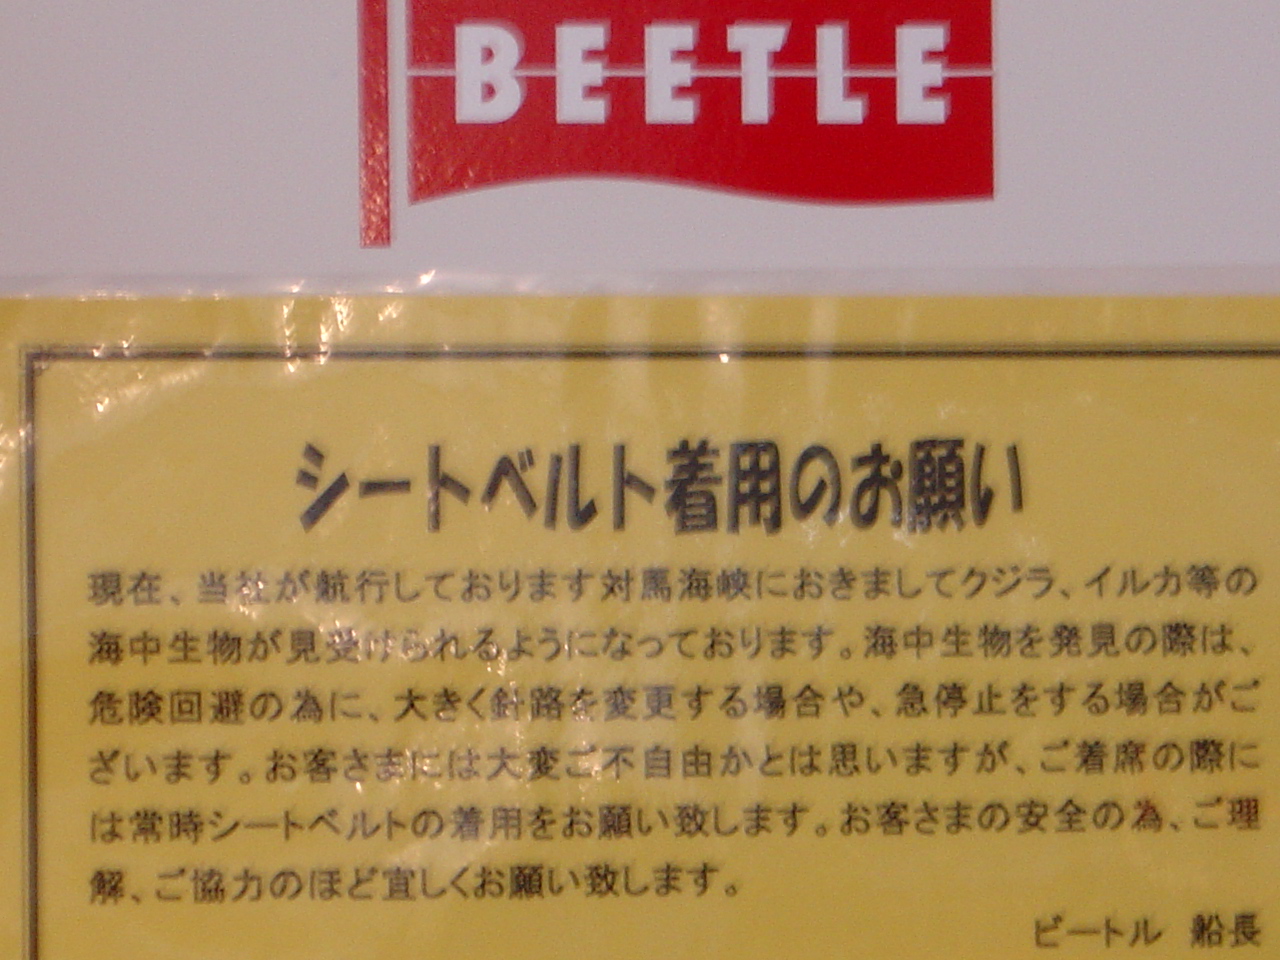 BEETLE
シートベルト着用のお願い
現在、当社が航行しております対馬海峡におきましてクジラ、イルカ等の
海中生物が見受けられるようになっております。海中生物を発見の際は、
危険回避の為に、大きく針路を変更する場合や、急停止をする場合がご
ざいます。お客さまには大変ご不自由かとは思いますが、ご着席の際に
は常時シートベルトの着用をお願い致します。お客さまの安全の為、ご理
解、ご協力のほど宜しくお願い致します。
ビートル 船長